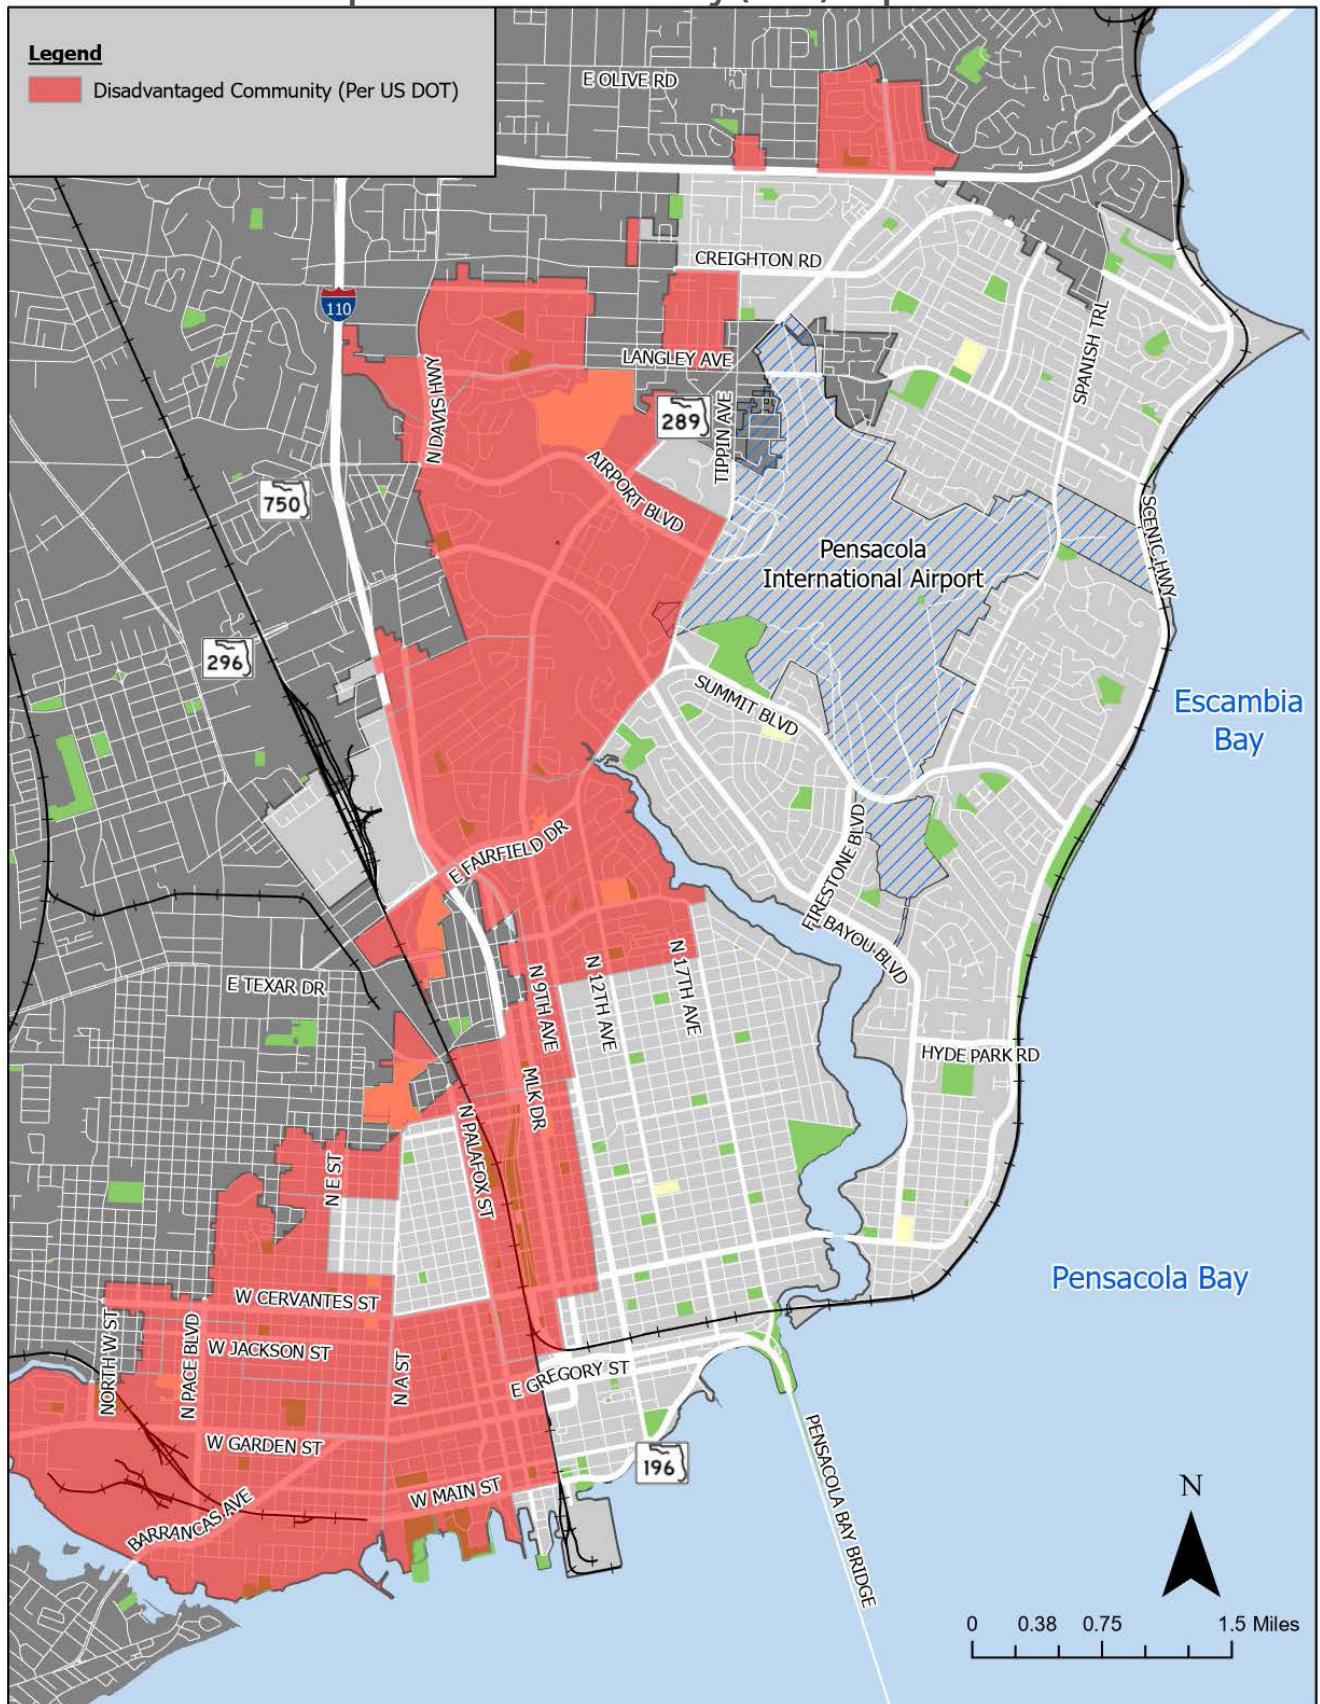 Legend
Disadvantaged Community (Per US DOT)
E OLIVE RD
CREIGHTON RD
110
SPANISH TRL
LANGLEY AVE
N DAVIS HWY
289
TIPPIN AVE
AIRPORT BLVD
750
SCENIC HWY
Pensacola
International Airport
296
SUMMIT BLVD
Escambia
Bay
E FAIRFIELD DR
FIRESTONE BLVD
BAYOU BLVD
N 17TH AVE
N 12TH AVE
N 9TH AVE
E TEXAR DR
HYDE PARK RD
MLK DR
N PALAFOX ST
N E ST
Pensacola Bay
W CERVANTES ST
NORTH W ST
N PACE BLVD
W JACKSON ST
N A ST
E GREGORY ST
W GARDEN ST
196
PENSACOLA BAY BRIDGE
W MAIN ST
BARRANCAS AVE
N
0 0.38 0.75 1.5 Miles